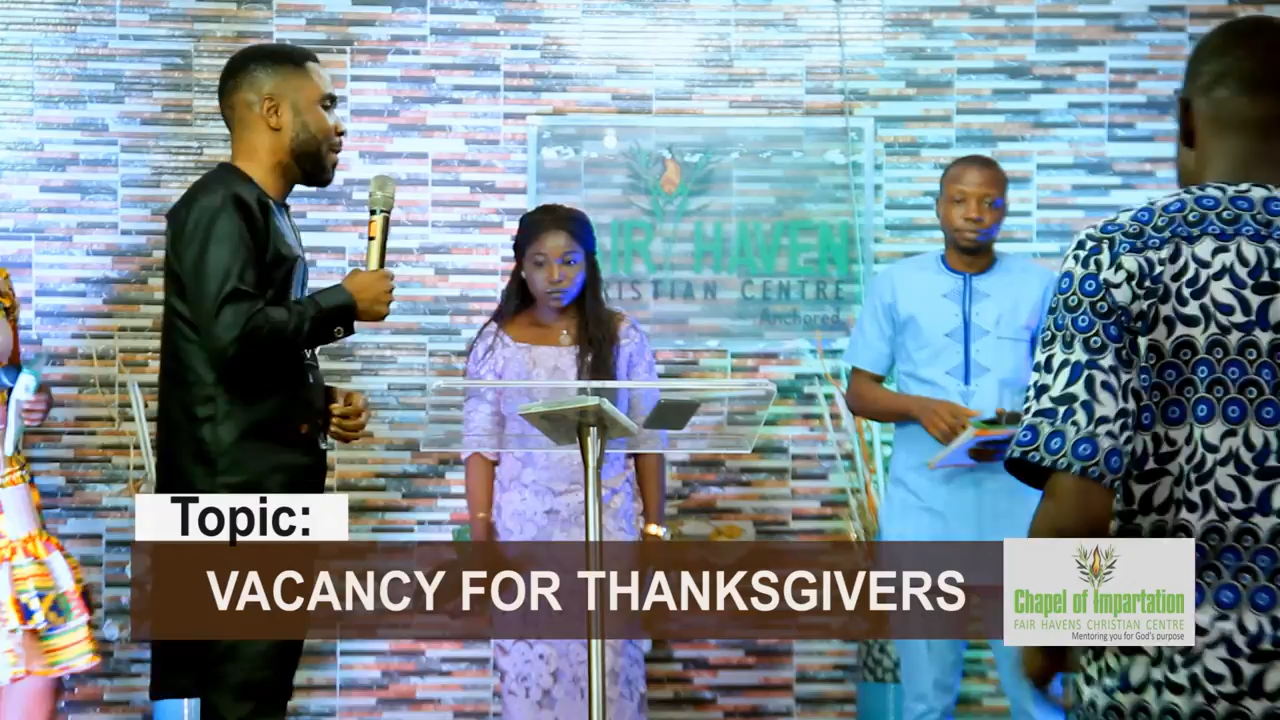 HAVEN
CENTRE
Anchored
Topic:
VACANCY FOR THANKSGIVERS
Chapel of Impartation
FAIR HAVENS CHRISTIAN CENTRE
Mentoring you for God's purpose